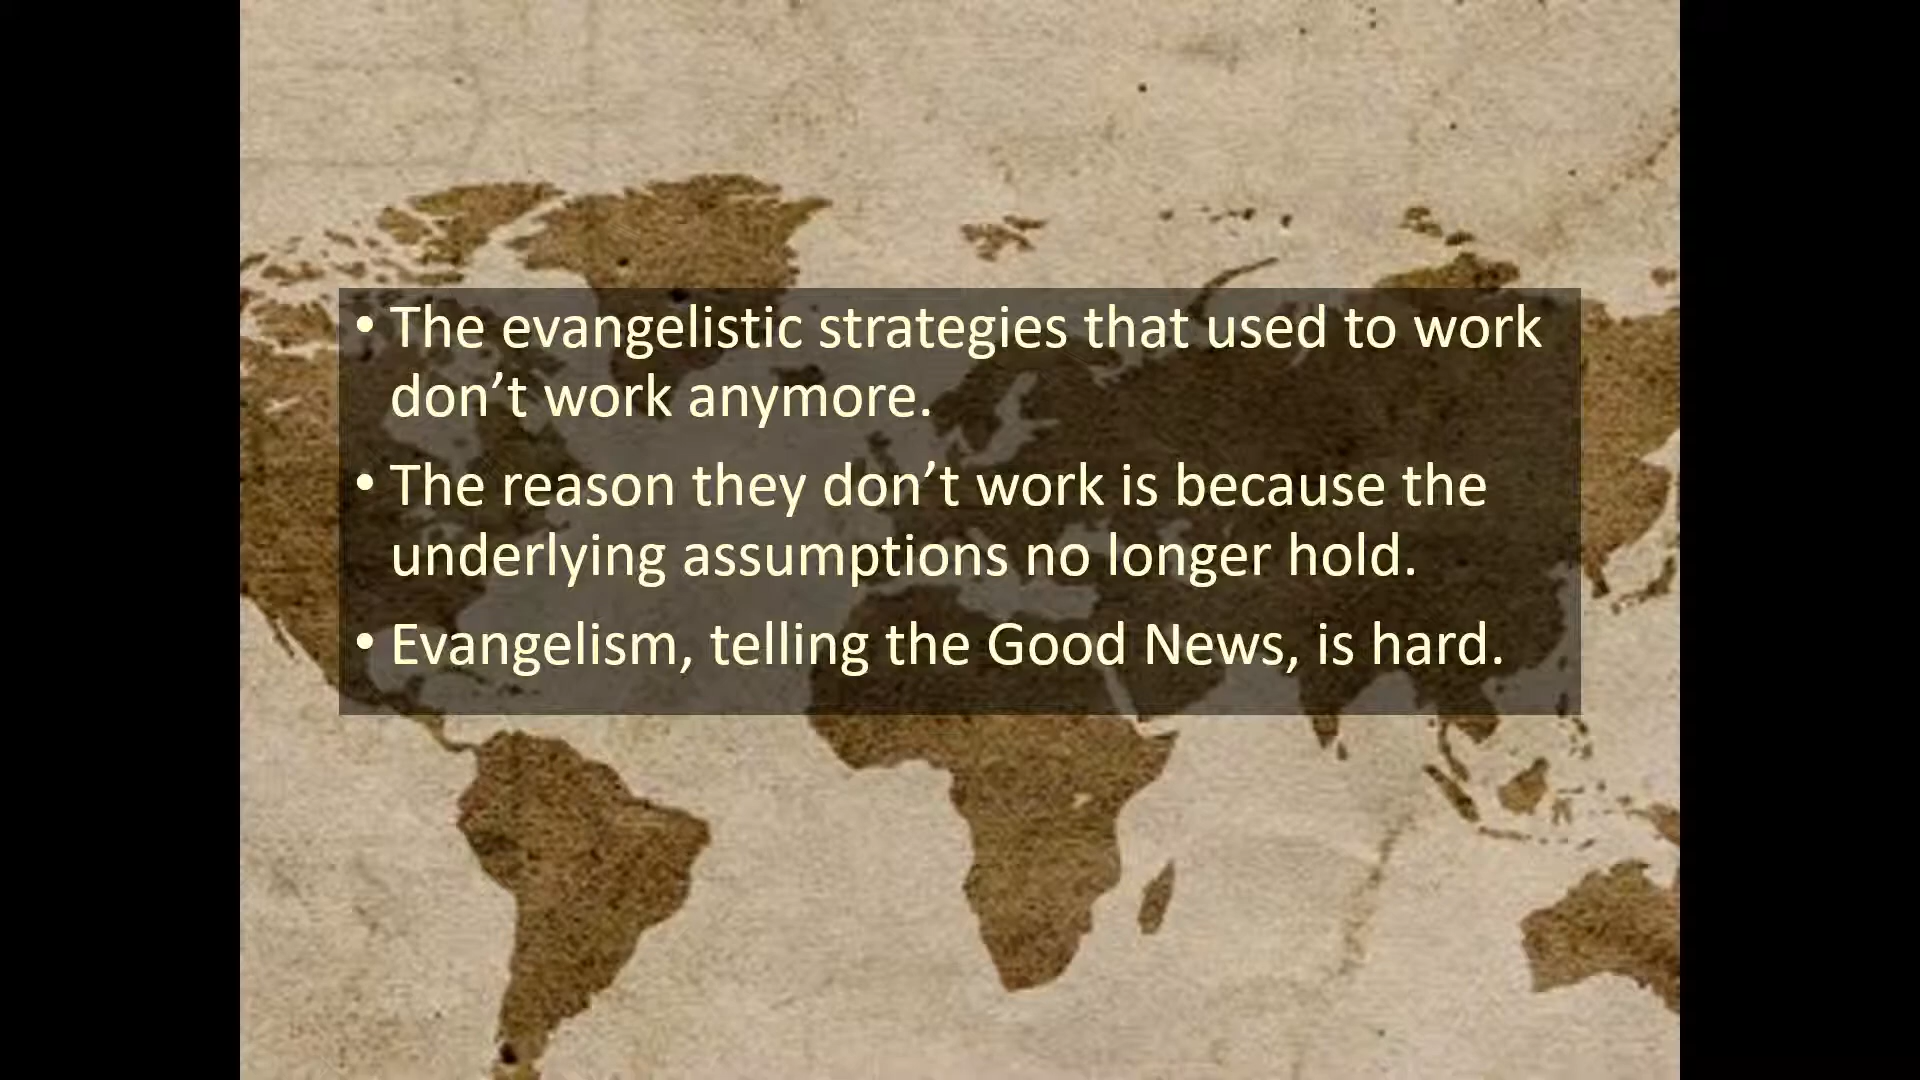 • The evangelistic strategies that used to work
don’t work anymore.
• The reason they don’t work is because the
underlying assumptions no longer hold.
• Evangelism, telling the Good News, is hard.